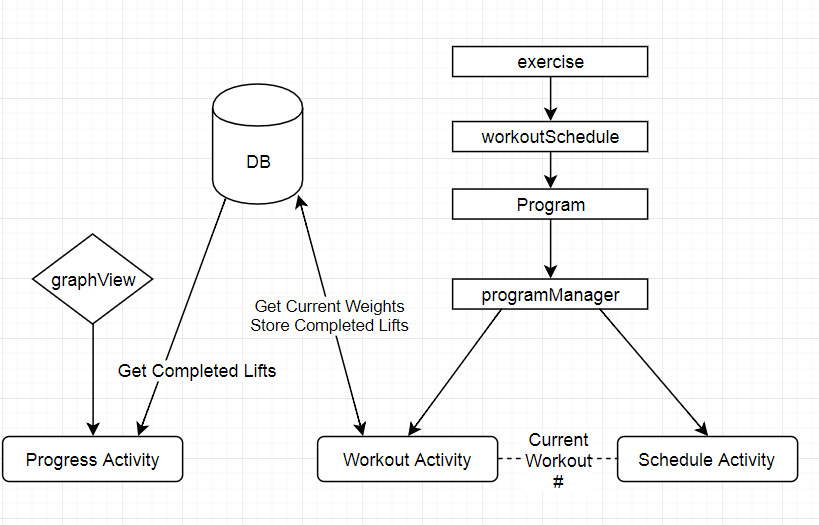 exercise
workoutSchedule
DB
Program
graphView
programManager
Get Current Weights
Store Completed Lifts
Get Completed Lifts
Progress Activity
Workout Activity
Current
Workout
#
Schedule Activity